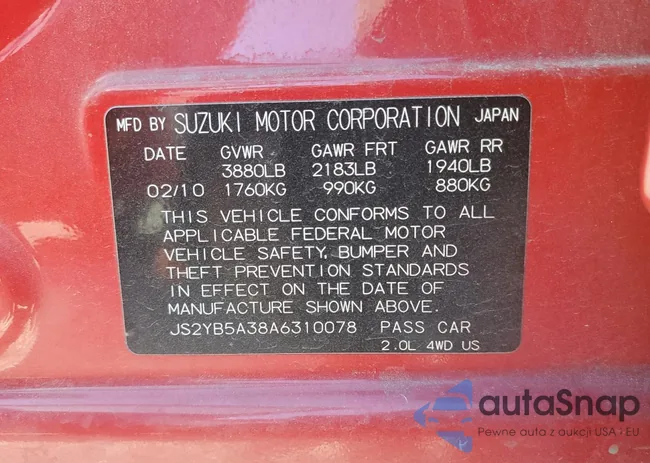 MFD BY SUZUKI MOTOR CORPORATION JAPAN
DATE GVWR GAWR FRT GAWR RR
3880LB 2183LB 1940LB
02/10 1760KG 990KG 880KG
THIS VEHICLE CONFORMS TO ALL
APPLICABLE FEDERAL MOTOR
VEHICLE SAFETY, BUMPER AND
THEFT PREVENTION STANDARDS
IN EFFECT ON THE DATE OF
MANUFACTURE SHOWN ABOVE.
JS2YB5A38A6310078 PASS CAR
2.0L 4WD US
autoSnap
Pewne auta z aukcji USA i EU